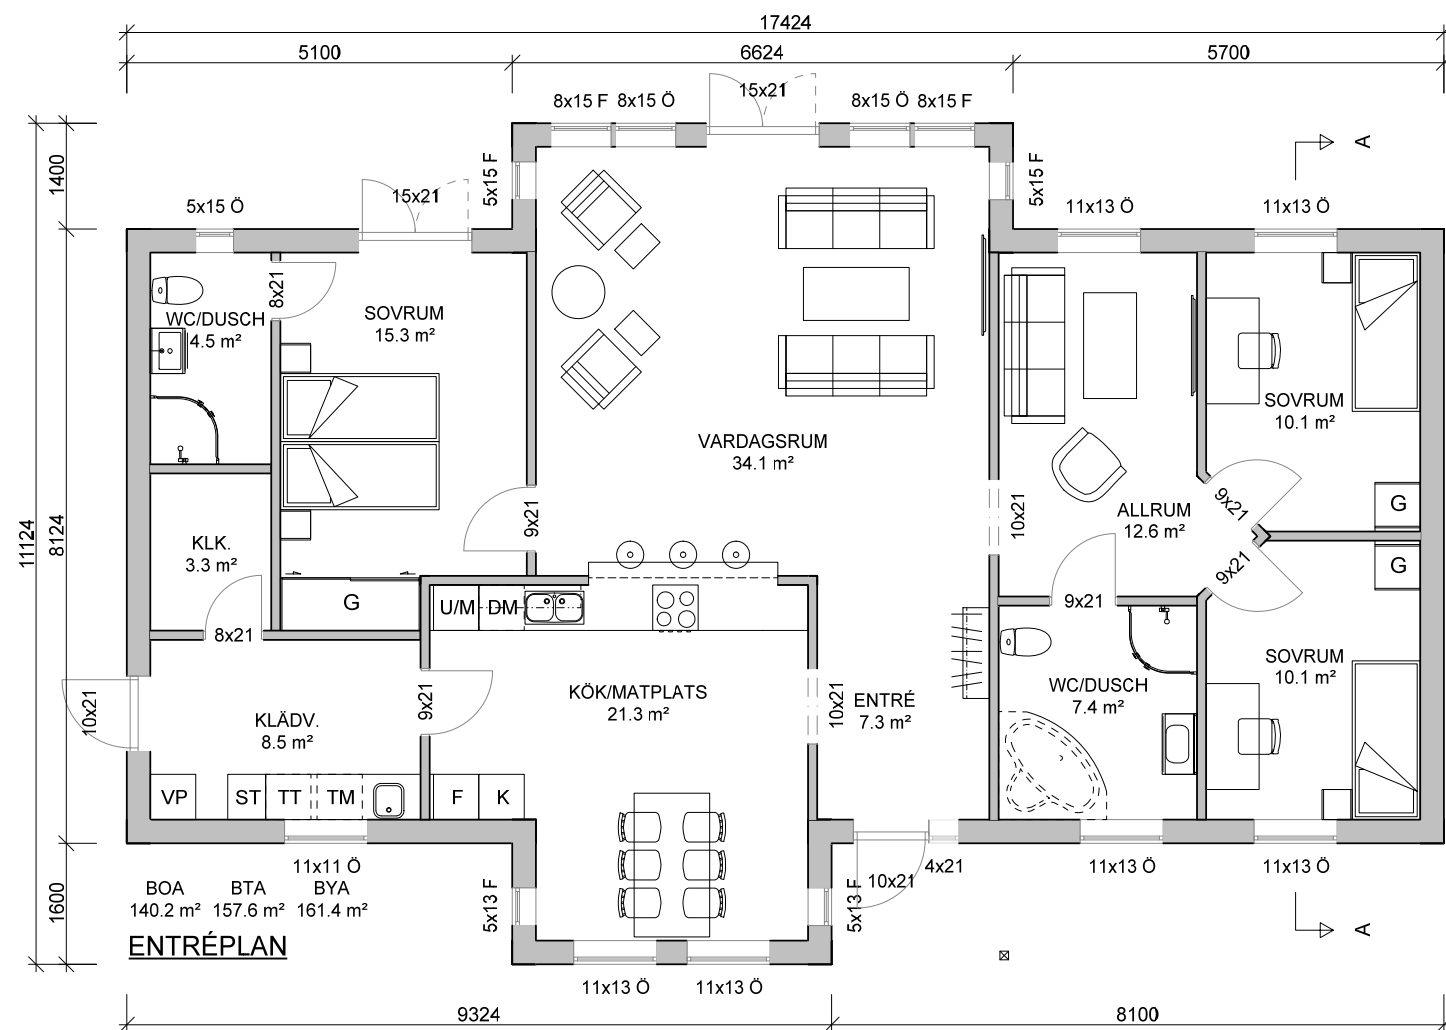 17424
5100
6624
5700
15x21
8x15 F
8x15 Ö
8x15 Ö
8x15 F
A
1400
5x15 F
5x15 F
15x21
5x15 Ö
11x13 Ö
11x13 Ö
8x21
WC/DUSCH
4.5 m²
SOVRUM
15.3 m²
SOVRUM
10.1 m²
VARDAGSRUM
34.1 m²
11124
8124
9x21
10x21
9x21
G
ALLRUM
12.6 m²
KLK.
3.3 m²
9x21
G
G
U/M
DM
9x21
8x21
SOVRUM
10.1 m²
10x21
9x21
KÖK/MATPLATS
21.3 m²
10x21
ENTRÉ
7.3 m²
WC/DUSCH
7.4 m²
KLÄDV.
8.5 m²
VP
ST
TT
TM
F
K
11x11 Ö
4x21
11x13 Ö
11x13 Ö
10x21
1600
BOA
BTA
BYA
140.2 m²
157.6 m²
161.4 m²
5x13 F
5x13 F
ENTRÉPLAN
A
11x13 Ö
11x13 Ö
9324
8100